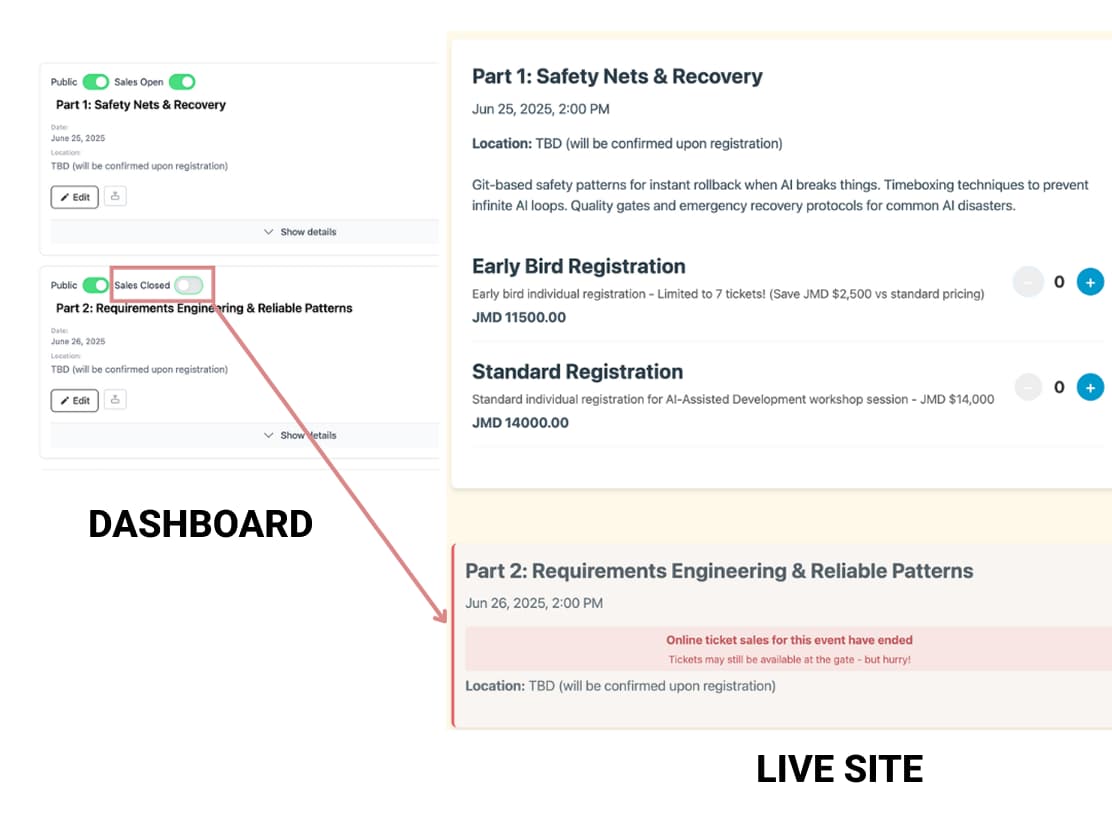 Public Sales Open
Part 1: Safety Nets & Recovery
Date:
June 25, 2025
Location:
TBD (will be confirmed upon registration)
Edit
Show details
Public Sales Closed
Part 2: Requirements Engineering & Reliable Patterns
Date:
June 26, 2025
Location:
TBD (will be confirmed upon registration)
Edit
Show details
DASHBOARD
Part 1: Safety Nets & Recovery
Jun 25, 2025, 2:00 PM
Location: TBD (will be confirmed upon registration)
Git-based safety patterns for instant rollback when AI breaks things. Timeboxing techniques to prevent
infinite AI loops. Quality gates and emergency recovery protocols for common AI disasters.
Early Bird Registration
Early bird individual registration - Limited to 7 tickets! (Save JMD $2,500 vs standard pricing)
JMD 11500.00
- 0 +
Standard Registration
Standard individual registration for AI-Assisted Development workshop session - JMD $14,000
JMD 14000.00
- 0 +
Part 2: Requirements Engineering & Reliable Patterns
Jun 26, 2025, 2:00 PM
Online ticket sales for this event have ended
Tickets may still be available at the gate - but hurry!
Location: TBD (will be confirmed upon registration)
LIVE SITE